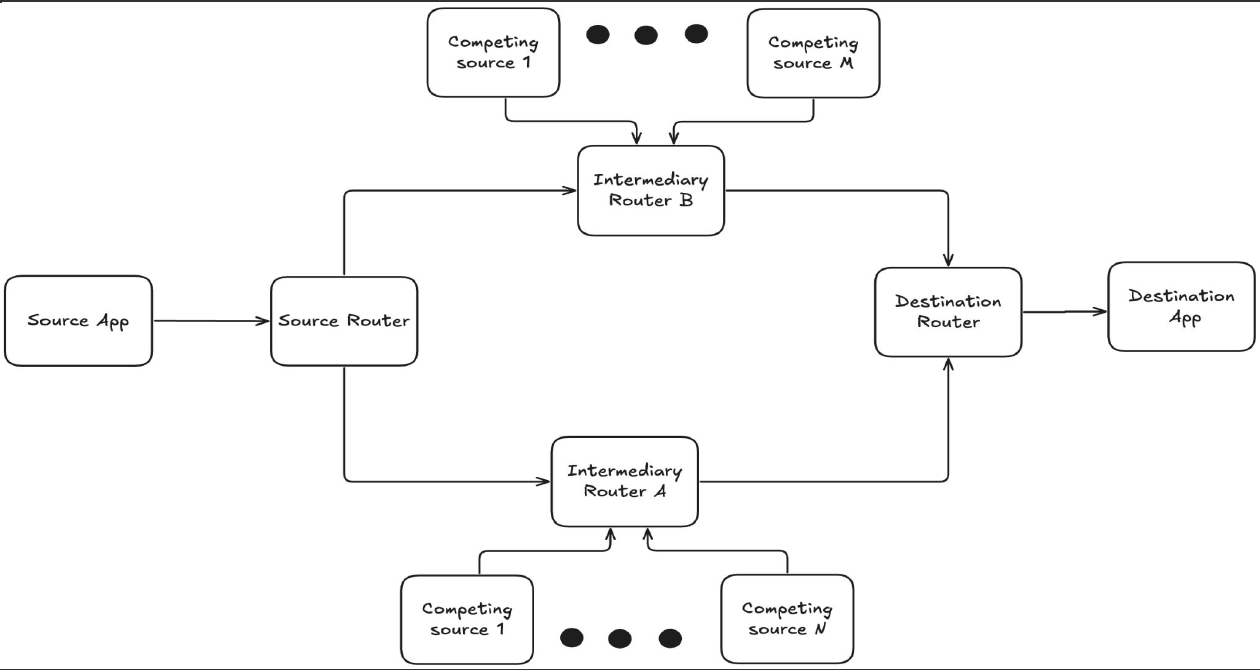 Competing
source 1
Competing
source M
Intermediary
Router B
Source App
Source Router
Destination
Router
Destination
App
Intermediary
Router A
Competing
source 1
Competing
source N